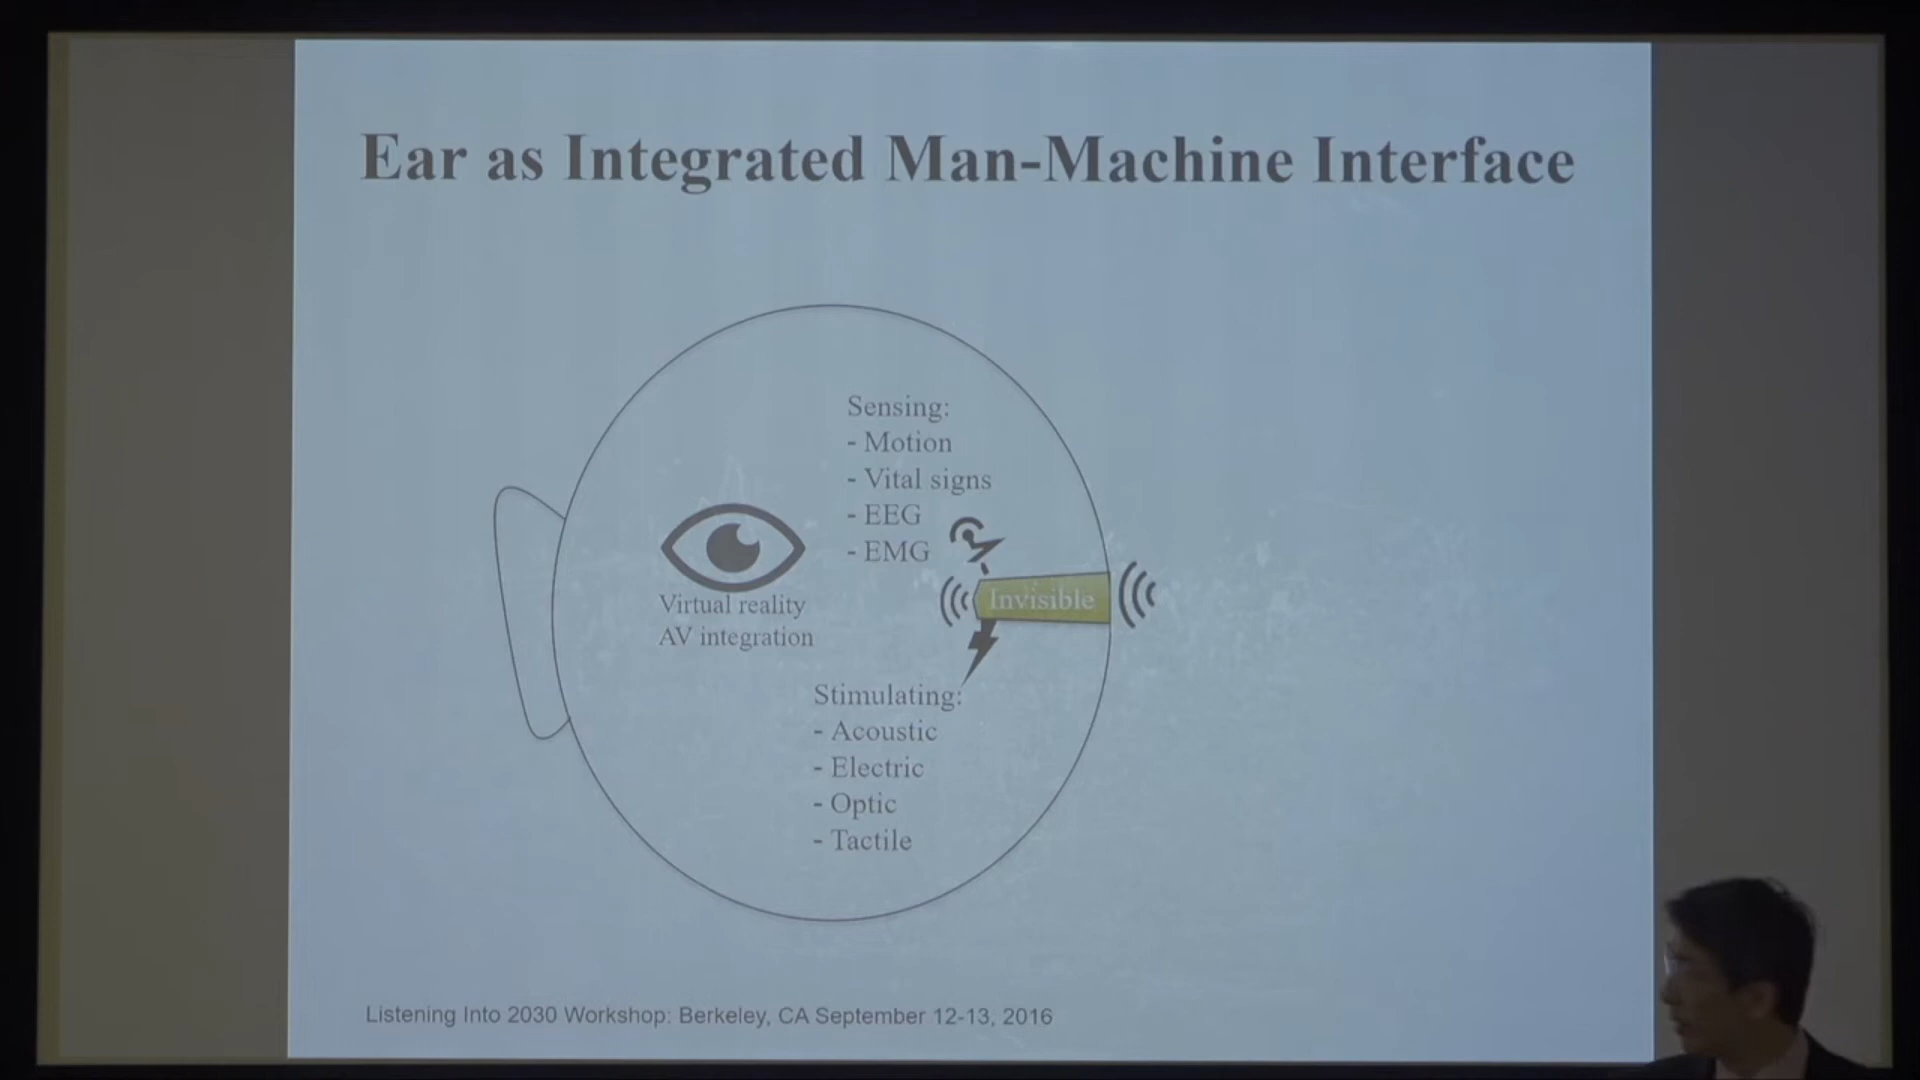 Ear as Integrated Man-Machine Interface
Sensing:
- Motion
- Vital signs
- EEG
- EMG
Invisible
Virtual reality
AV integration
Stimulating:
- Acoustic
- Electric
- Optic
- Tactile
Listening Into 2030 Workshop: Berkeley, CA September 12-13, 2016